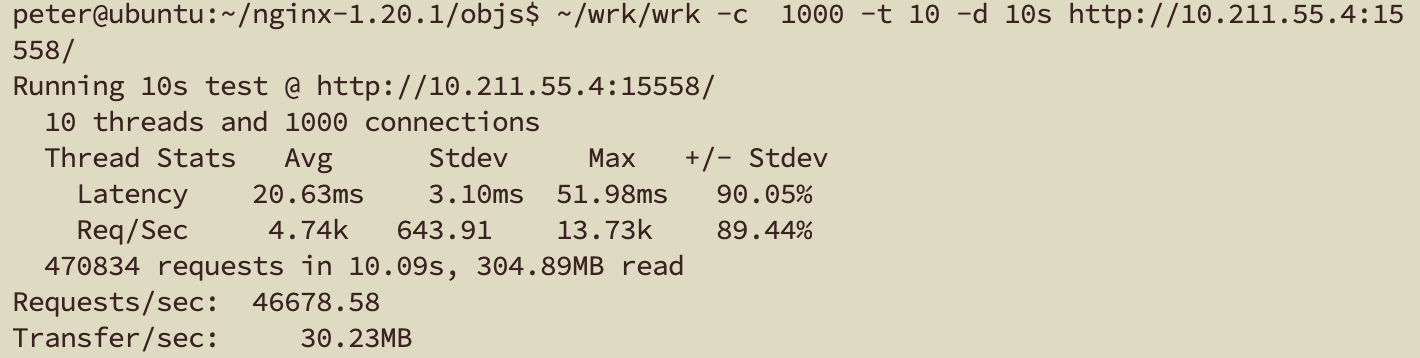 peter@ubuntu:~/nginx-1.20.1/objs$ ~/wrk/wrk -c  1000 -t 10 -d 10s http://10.211.55.4:15
558/
Running 10s test @ http://10.211.55.4:15558/
  10 threads and 1000 connections
  Thread Stats   Avg      Stdev     Max   +/- Stdev
    Latency    20.63ms    3.10ms  51.98ms   90.05%
    Req/Sec     4.74k   643.91    13.73k    89.44%
  470834 requests in 10.09s, 304.89MB read
Requests/sec:  46678.58
Transfer/sec:     30.23MB